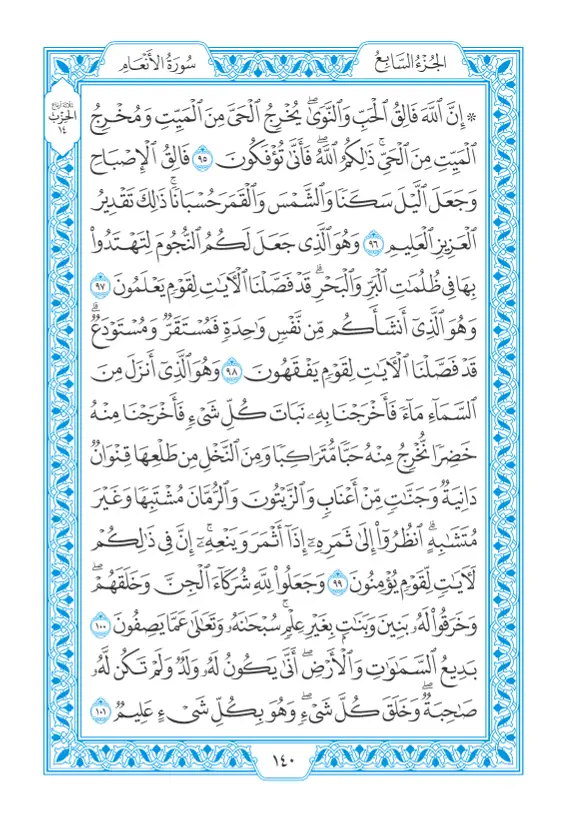 الجُزْءُ السَّابِعُ
سُورَةُ الأَنْعَامِ
ثلاثة أرباع
الحِزْب
١٤
۞ إِنَّ ٱللَّهَ فَالِقُ ٱلْحَبِّ وَٱلنَّوَىٰۖ يُخْرِجُ ٱلْحَيَّ مِنَ ٱلْمَيِّتِ وَمُخْرِجُ
ٱلْمَيِّتِ مِنَ ٱلْحَيِّۚ ذَٰلِكُمُ ٱللَّهُۖ فَأَنَّىٰ تُؤْفَكُونَ ٩٥ فَالِقُ ٱلْإِصْبَاحِ
وَجَعَلَ ٱلَّيْلَ سَكَنٗا وَٱلشَّمْسَ وَٱلْقَمَرَ حُسْبَانٗاۚ ذَٰلِكَ تَقْدِيرُ
ٱلْعَزِيزِ ٱلْعَلِيمِ ٩٦ وَهُوَ ٱلَّذِي جَعَلَ لَكُمُ ٱلنُّجُومَ لِتَهْتَدُواْ
بِهَا فِي ظُلُمَٰتِ ٱلْبَرِّ وَٱلْبَحْرِۗ قَدْ فَصَّلْنَا ٱلْأٓيَٰتِ لِقَوْمٖ يَعْلَمُونَ ٩٧
وَهُوَ ٱلَّذِيٓ أَنشَأَكُم مِّن نَّفْسٖ وَٰحِدَةٖ فَمُسْتَقَرّٞ وَمُسْتَوْدَعٞۗ
قَدْ فَصَّلْنَا ٱلْأٓيَٰتِ لِقَوْمٖ يَفْقَهُونَ ٩٨ وَهُوَ ٱلَّذِيٓ أَنزَلَ مِنَ
ٱلسَّمَآءِ مَآءٗ فَأَخْرَجْنَا بِهِۦ نَبَاتَ كُلِّ شَيْءٖ فَأَخْرَجْنَا مِنْهُ
خَضِرٗا نُّخْرِجُ مِنْهُ حَبّٗا مُّتَرَاكِبٗا وَمِنَ ٱلنَّخْلِ مِن طَلْعِهَا قِنْوَانٞ
دَانِيَةٞ وَجَنَّٰتٖ مِّنْ أَعْنَابٖ وَٱلزَّيْتُونَ وَٱلرُّمَّانَ مُشْتَبِهٗا وَغَيْرَ
مُتَشَٰبِهٍۗ ٱنظُرُوٓاْ إِلَىٰ ثَمَرِهِۦٓ إِذَآ أَثْمَرَ وَيَنْعِهِۦٓۚ إِنَّ فِي ذَٰلِكُمْ
لَأٓيَٰتٖ لِّقَوْمٖ يُؤْمِنُونَ ٩٩ وَجَعَلُواْ لِلَّهِ شُرَكَآءَ ٱلْجِنَّ وَخَلَقَهُمْۖ
وَخَرَقُواْ لَهُۥ بَنِينَ وَبَنَٰتِۭ بِغَيْرِ عِلْمٖۚ سُبْحَٰنَهُۥ وَتَعَٰلَىٰ عَمَّا يَصِفُونَ ١٠٠
بَدِيعُ ٱلسَّمَٰوَٰتِ وَٱلْأَرْضِۖ أَنَّىٰ يَكُونُ لَهُۥ وَلَدٞ وَلَمْ تَكُن لَّهُۥ
صَٰحِبَةٞۖ وَخَلَقَ كُلَّ شَيْءٖۖ وَهُوَ بِكُلِّ شَيْءٍ عَلِيمٞ ١٠١
١٤٠